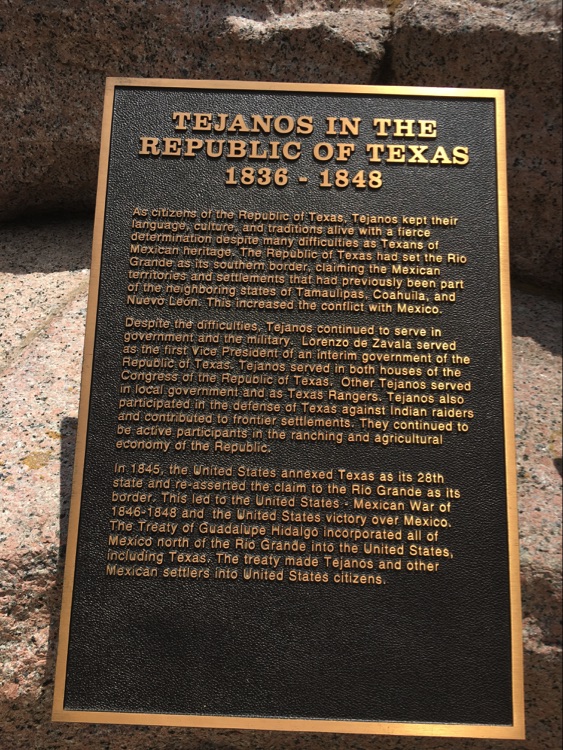 TEJANOS IN THE
REPUBLIC OF TEXAS
1836 - 1848
As citizens of the Republic of Texas, Tejanos kept their
language, culture, and traditions alive with a fierce
determination despite many difficulties as Texans of
Mexican heritage. The Republic of Texas had set the Rio
Grande as its southern border, claiming the Mexican
territories and settlements that had previously been part
of the neighboring states of Tamaulipas, Coahuila, and
Nuevo León. This increased the conflict with Mexico.
Despite the difficulties, Tejanos continued to serve in
government and the military. Lorenzo de Zavala served
as the first Vice President of an interim government of the
Republic of Texas. Tejanos served in both houses of the
Congress of the Republic of Texas. Other Tejanos served
in local government and as Texas Rangers. Tejanos also
participated in the defense of Texas against Indian raiders
and contributed to frontier settlements. They continued to
be active participants in the ranching and agricultural
economy of the Republic.
In 1845, the United States annexed Texas as its 28th
state and re-asserted the claim to the Rio Grande as its
border. This led to the United States - Mexican War of
1846-1848 and the United States victory over Mexico.
The Treaty of Guadalupe Hidalgo incorporated all of
Mexico north of the Rio Grande into the United States,
including Texas. The treaty made Tejanos and other
Mexican settlers into United States citizens.